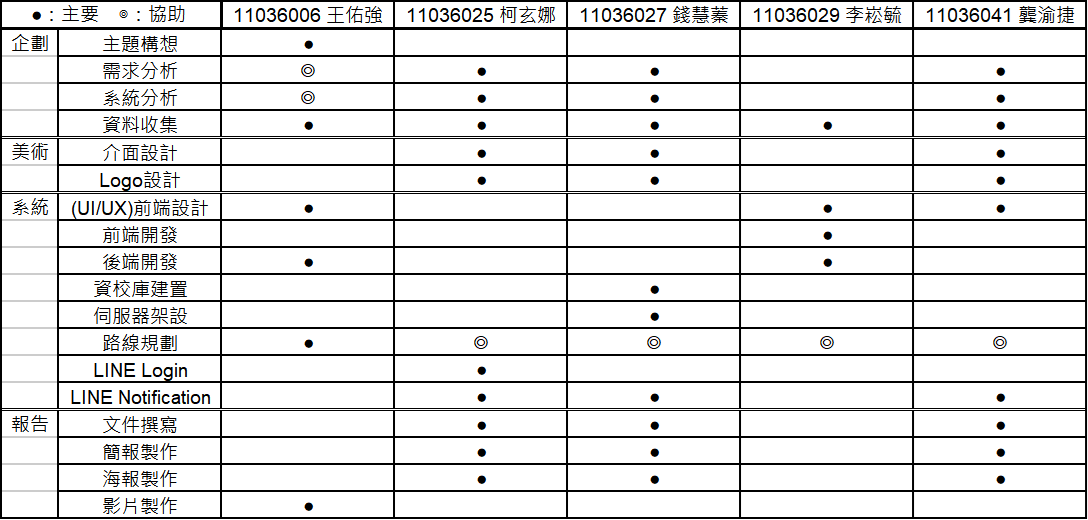 ●：主要 ◎：協助 11036006 王佑強 11036025 柯玄娜 11036027 錢慧蓁 11036029 李崧毓 11036041 龔渝捷
企劃 主題構想 ●
需求分析 ◎ ● ● ●
系統分析 ◎ ● ● ●
資料收集 ● ● ● ● ●
美術 介面設計 ● ● ●
Logo設計 ● ● ●
系統 (UI/UX)前端設計 ● ● ●
前端開發 ●
後端開發 ● ●
資校庫建置 ●
伺服器架設 ●
路線規劃 ● ◎ ◎ ◎ ◎
LINE Login ●
LINE Notification ● ● ●
報告 文件撰寫 ● ● ●
簡報製作 ● ● ●
海報製作 ● ● ●
影片製作 ●